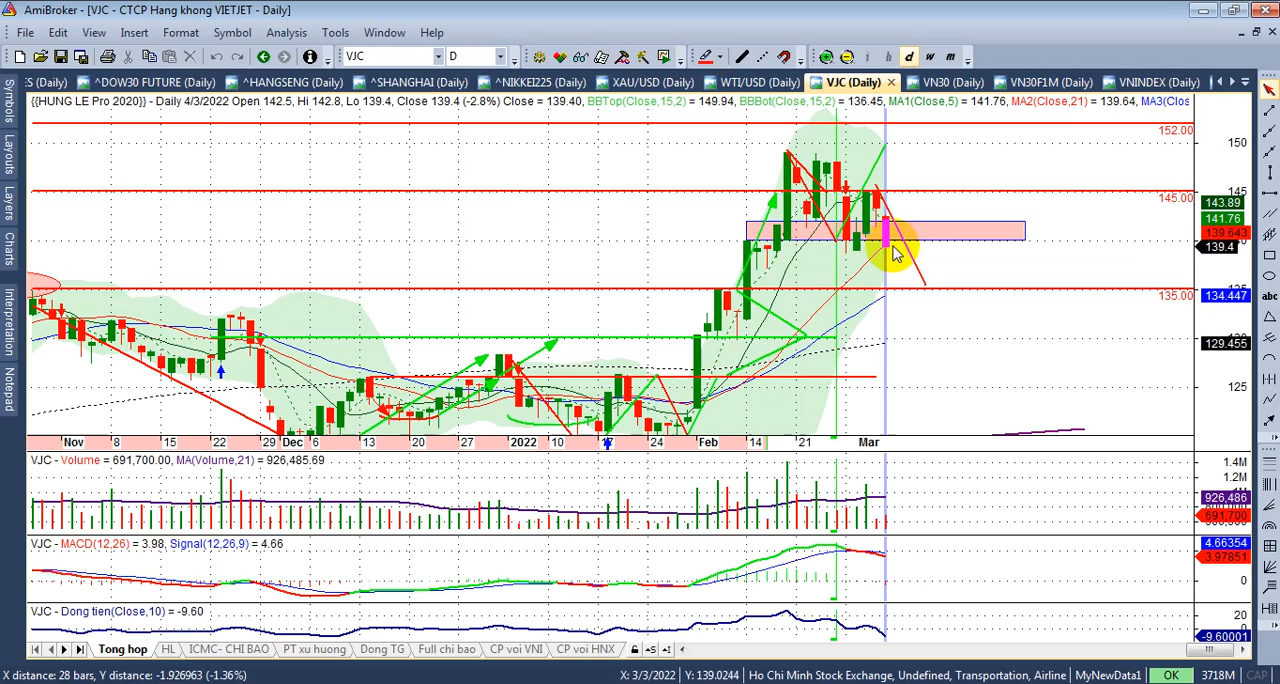 AmiBroker - [VJC - CTCP Hang khong VIETJET - Daily]
File Edit View Insert Format Symbol Analysis Tools Window Help
VJC D i h d w m
S (Daily) ^DOW30 FUTURE (Daily) ^HANGSENG (Daily) ^SHANGHAI (Daily) ^NIKKEI225 (Daily) XAU/USD (Daily) WTI/USD (Daily) VJC (Daily) VN30 (Daily) VN30F1M (Daily) VNINDEX (Daily)
{{HUNG LE Pro 2020}} - Daily 4/3/2022 Open 142.5, Hi 142.8, Lo 139.4, Close 139.4 (-2.8%) Close = 139.40, BBTop(Close,15,2) = 149.94, BBBot(Close,15,2) = 136.45, MA1(Close,5) = 141.76, MA2(Close,21) = 139.64, MA3(Clos
Symbols
Layouts
Layers
Charts
Interpretation
Notes
abc
152.00
150
145
145.00
143.89
141.76
139.643
139.4
135.00
134.447
129.455
125
Nov 8 15 22 29 Dec 6 13 20 27 2022 10 17 24 Feb 14 21 Mar
VJC - Volume = 691,700.00, MA(Volume,21) = 926,485.69
1.4M
1.2M
926,486
691,700
VJC - MACD(12,26) = 3.98, Signal(12,26,9) = 4.66
4.66354
3.97851
0
VJC - Dong tien(Close,10) = -9.60
20
0
-9.60001
Tong hop HL ICMC- CHI BAO PT xu huong Dong TG Full chi bao CP voi VNI CP voi HNX
X distance: 28 bars, Y distance: -1.926963 (-1.36%) X: 3/3/2022 Y: 139.0244 Ho Chi Minh Stock Exchange, Undefined, Transportation, Airline MyNewData1 OK 3718M CAP